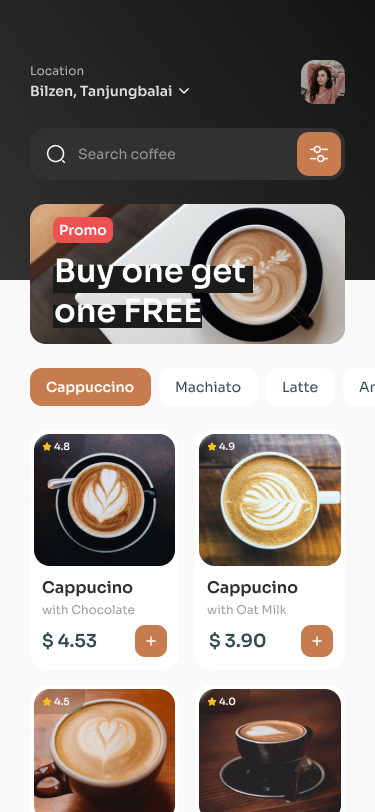 Location
Bilzen, Tanjungbalai
Search coffee
Promo
Buy one get
one FREE
Cappuccino
Machiato
Latte
4.8
4.9
Cappucino
with Chocolate
$ 4.53
+
Cappucino
with Oat Milk
$ 3.90
+
4.5
4.0